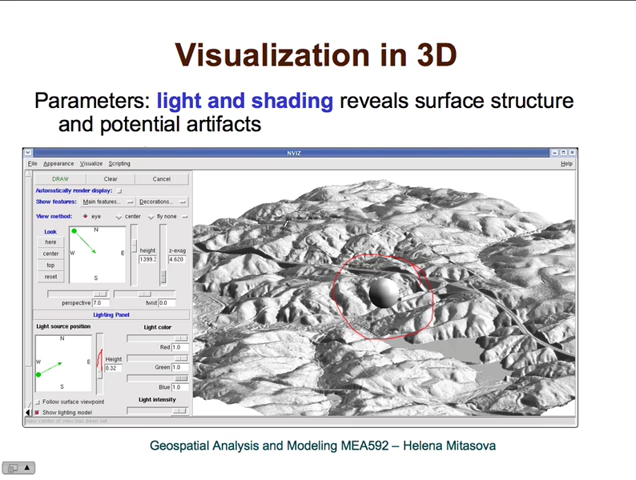 Visualization in 3D
Parameters: light and shading reveals surface structure
and potential artifacts
NVIZ
File Appearance Visualize Scripting Help
DRAW Clear Cancel
Automatically render display:
Show features: Main features... Decorations...
View method: eye center fly none
Look
here
center
top
reset
N
W E
S
height
1399.
z-exag
4.620
perspective 7.0 twist 0.0
Lighting Panel
Light source position
N
W E
S
Height
0.32
Light color
Red 1.0
Green 1.0
Blue 1.0
Light intensity
Follow surface viewpoint
Show lighting model
Geospatial Analysis and Modeling MEA592 – Helena Mitasova